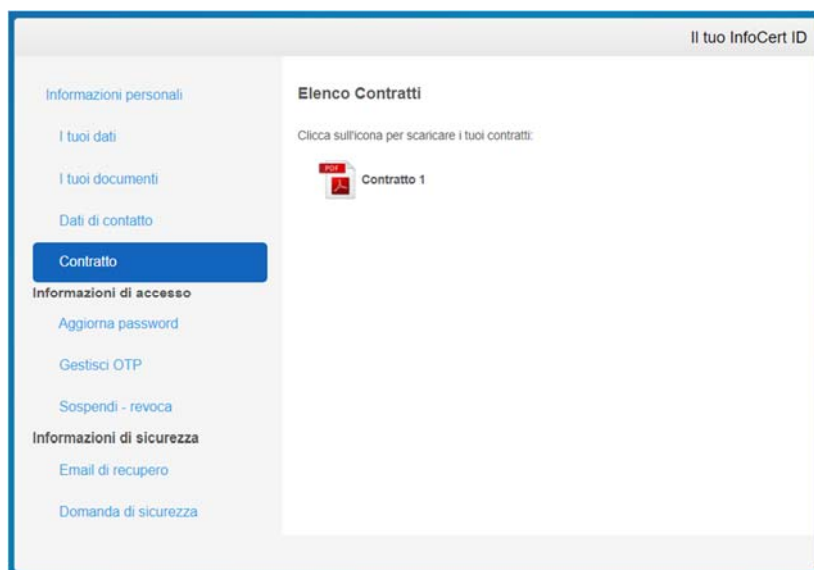 Il tuo InfoCert ID
Informazioni personali
I tuoi dati
I tuoi documenti
Dati di contatto
Contratto
Informazioni di accesso
Aggiorna password
Gestisci OTP
Sospendi - revoca
Informazioni di sicurezza
Email di recupero
Domanda di sicurezza
Elenco Contratti
Clicca sull'icona per scaricare i tuoi contratti:
PDF
Contratto 1